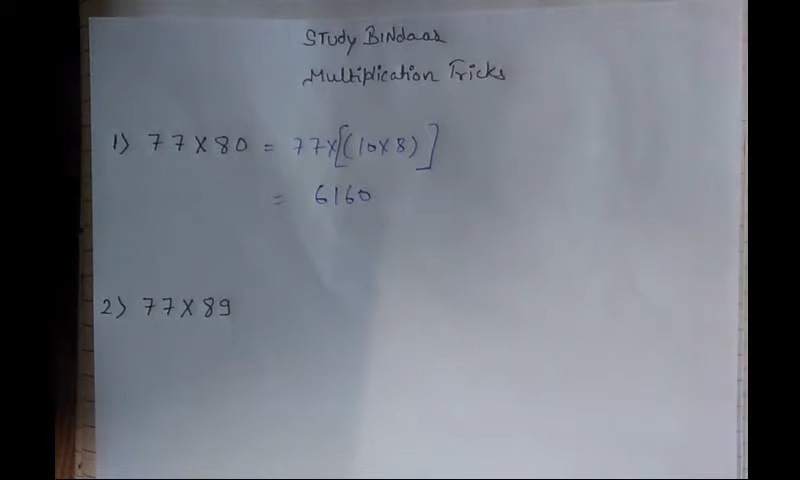 Study BINdaas
Multiplication Tricks
1) 77 X 80 = 77X[(10X8)]
= 6160
2) 77 X 89